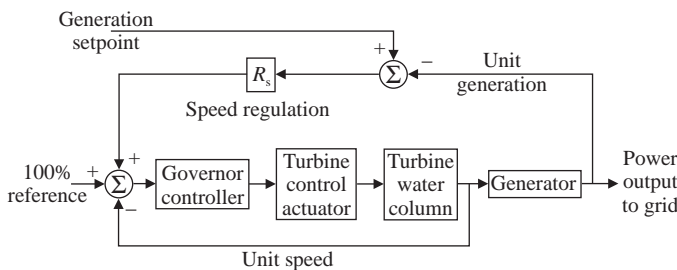 Generation
setpoint
+
−
Σ
Rs
Unit
generation
Speed regulation
100%
reference
+
+
Σ
−
Governor
controller
Turbine
control
actuator
Turbine
water
column
Generator
Power
output
to grid
Unit speed